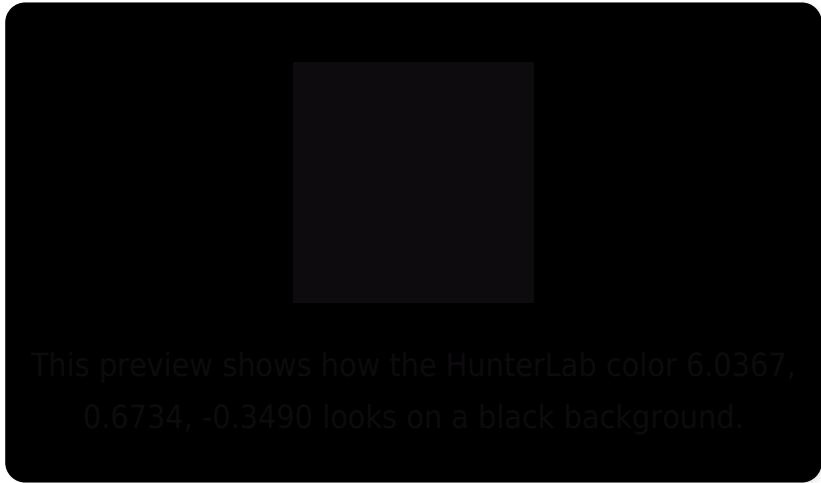 This preview shows how the HunterLab color 6.0367,
0.6734, -0.3490 looks on a black background.